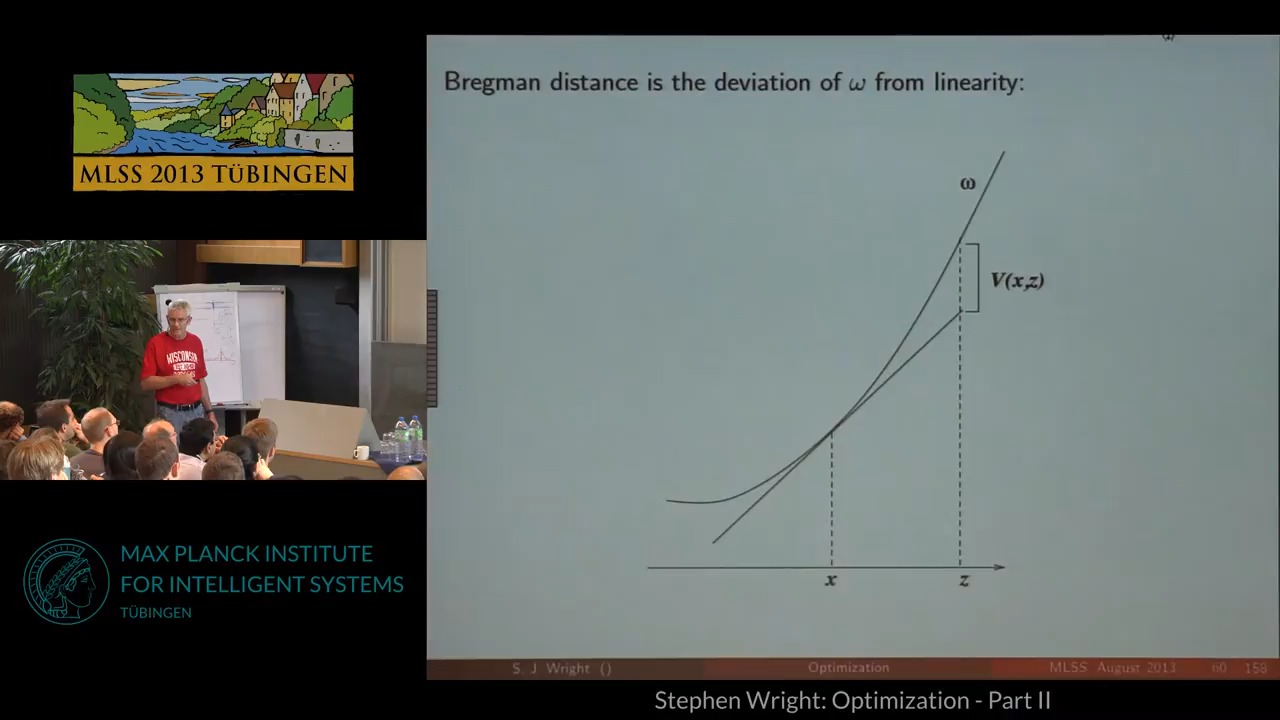 MLSS 2013 TÜBINGEN
WISCONSIN
MAX PLANCK INSTITUTE
FOR INTELLIGENT SYSTEMS
TÜBINGEN
Bregman distance is the deviation of ω from linearity:
ω
V(x,z)
x
z
S. J Wright ()
Optimization
MLSS August 2013
60
158
Stephen Wright: Optimization - Part II